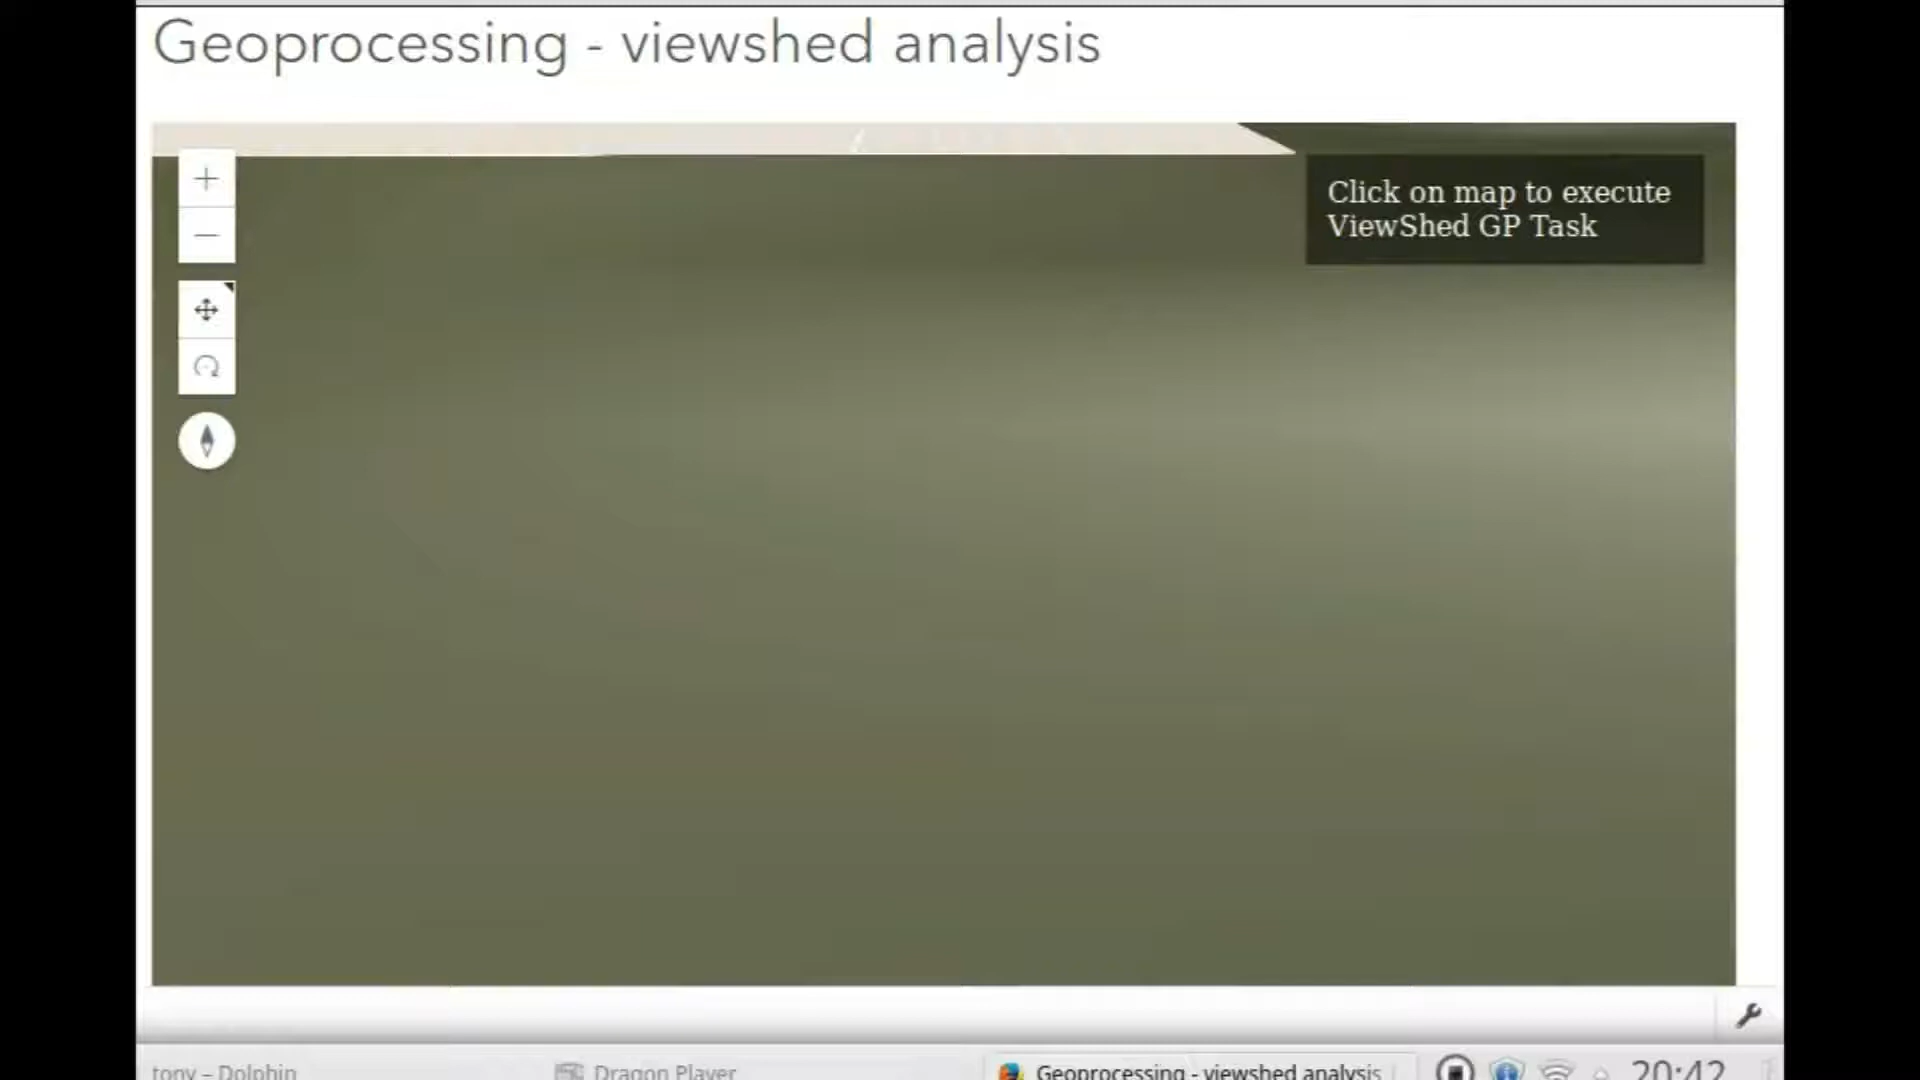 Geoprocessing - viewshed analysis
Click on map to execute
ViewShed GP Task
tony – Dolphin
Dragon Player
Geoprocessing - viewshed analysis
20:42